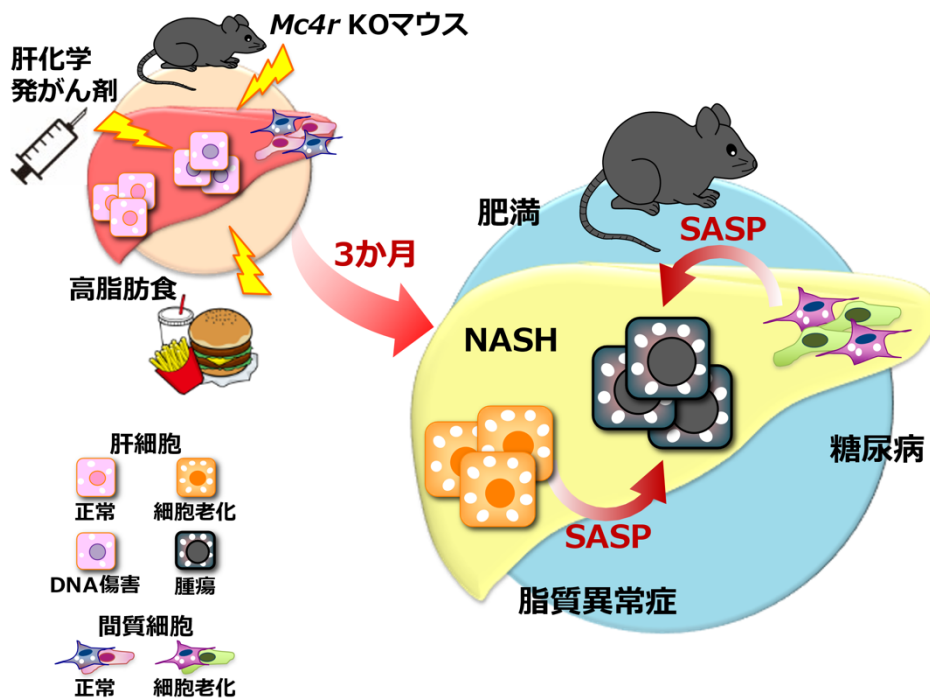 Mc4r KOマウス
肝化学
発がん剤
高脂肪食
3か月
肥満
SASP
NASH
糖尿病
SASP
脂質異常症
肝細胞
正常
細胞老化
DNA傷害
腫瘍
間質細胞
正常
細胞老化